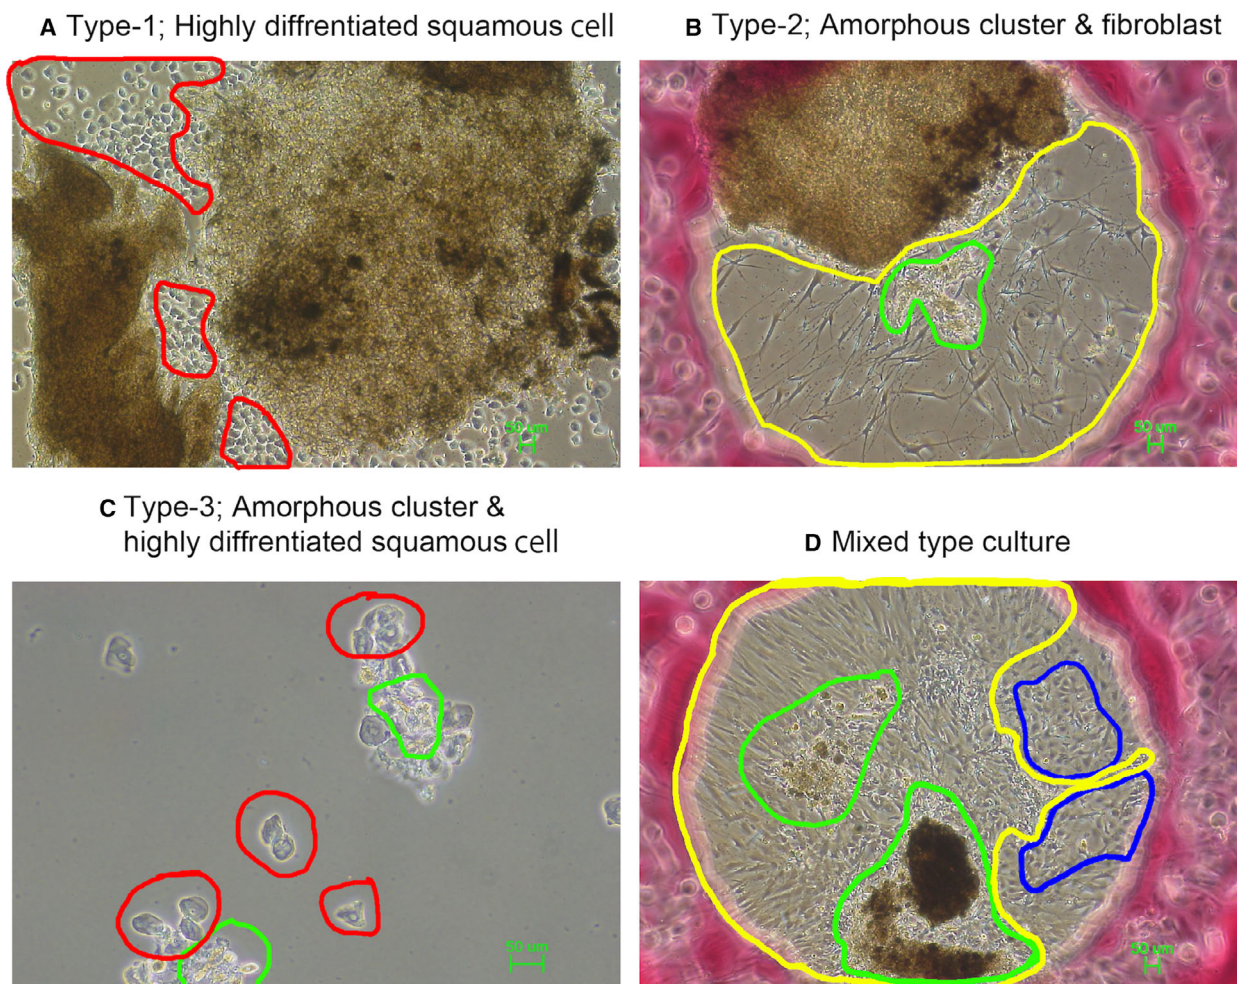 A Type-1; Highly diffrentiated squamous cell
B Type-2; Amorphous cluster & fibroblast
50 um
50 um
C Type-3; Amorphous cluster &
highly diffrentiated squamous cell
D Mixed type culture
50 um
50 um